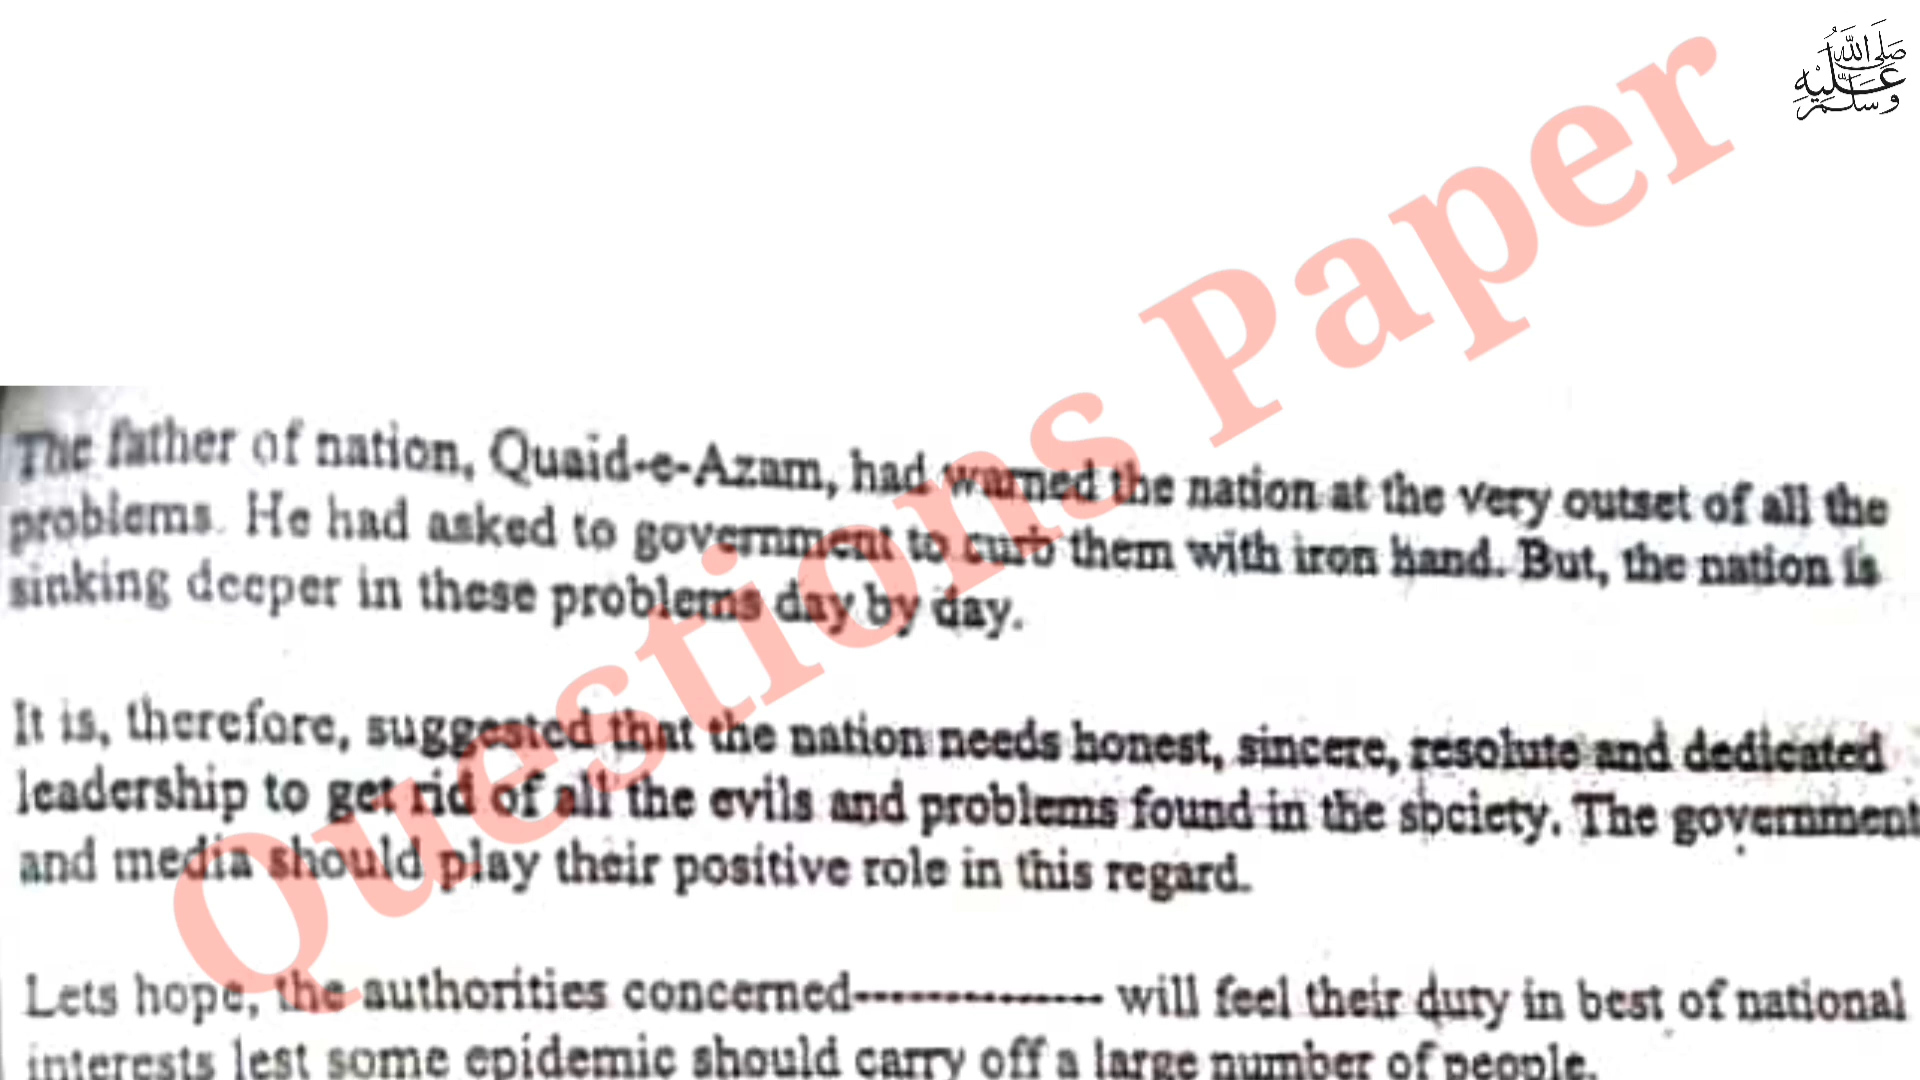 صلى الله
عليه
وسلم
Questions Paper
The father of nation, Quaid-e-Azam, had warned the nation at the very outset of all the
problems. He had asked to government to curb them with iron hand. But, the nation is
sinking deeper in these problems day by day.
It is, therefore, suggested that the nation needs honest, sincere, resolute and dedicated
leadership to get rid of all the evils and problems found in the society. The government
and media should play their positive role in this regard.
Lets hope, the authorities concerned-------------- will feel their duty in best of national
interests lest some epidemic should carry off a large number of people.